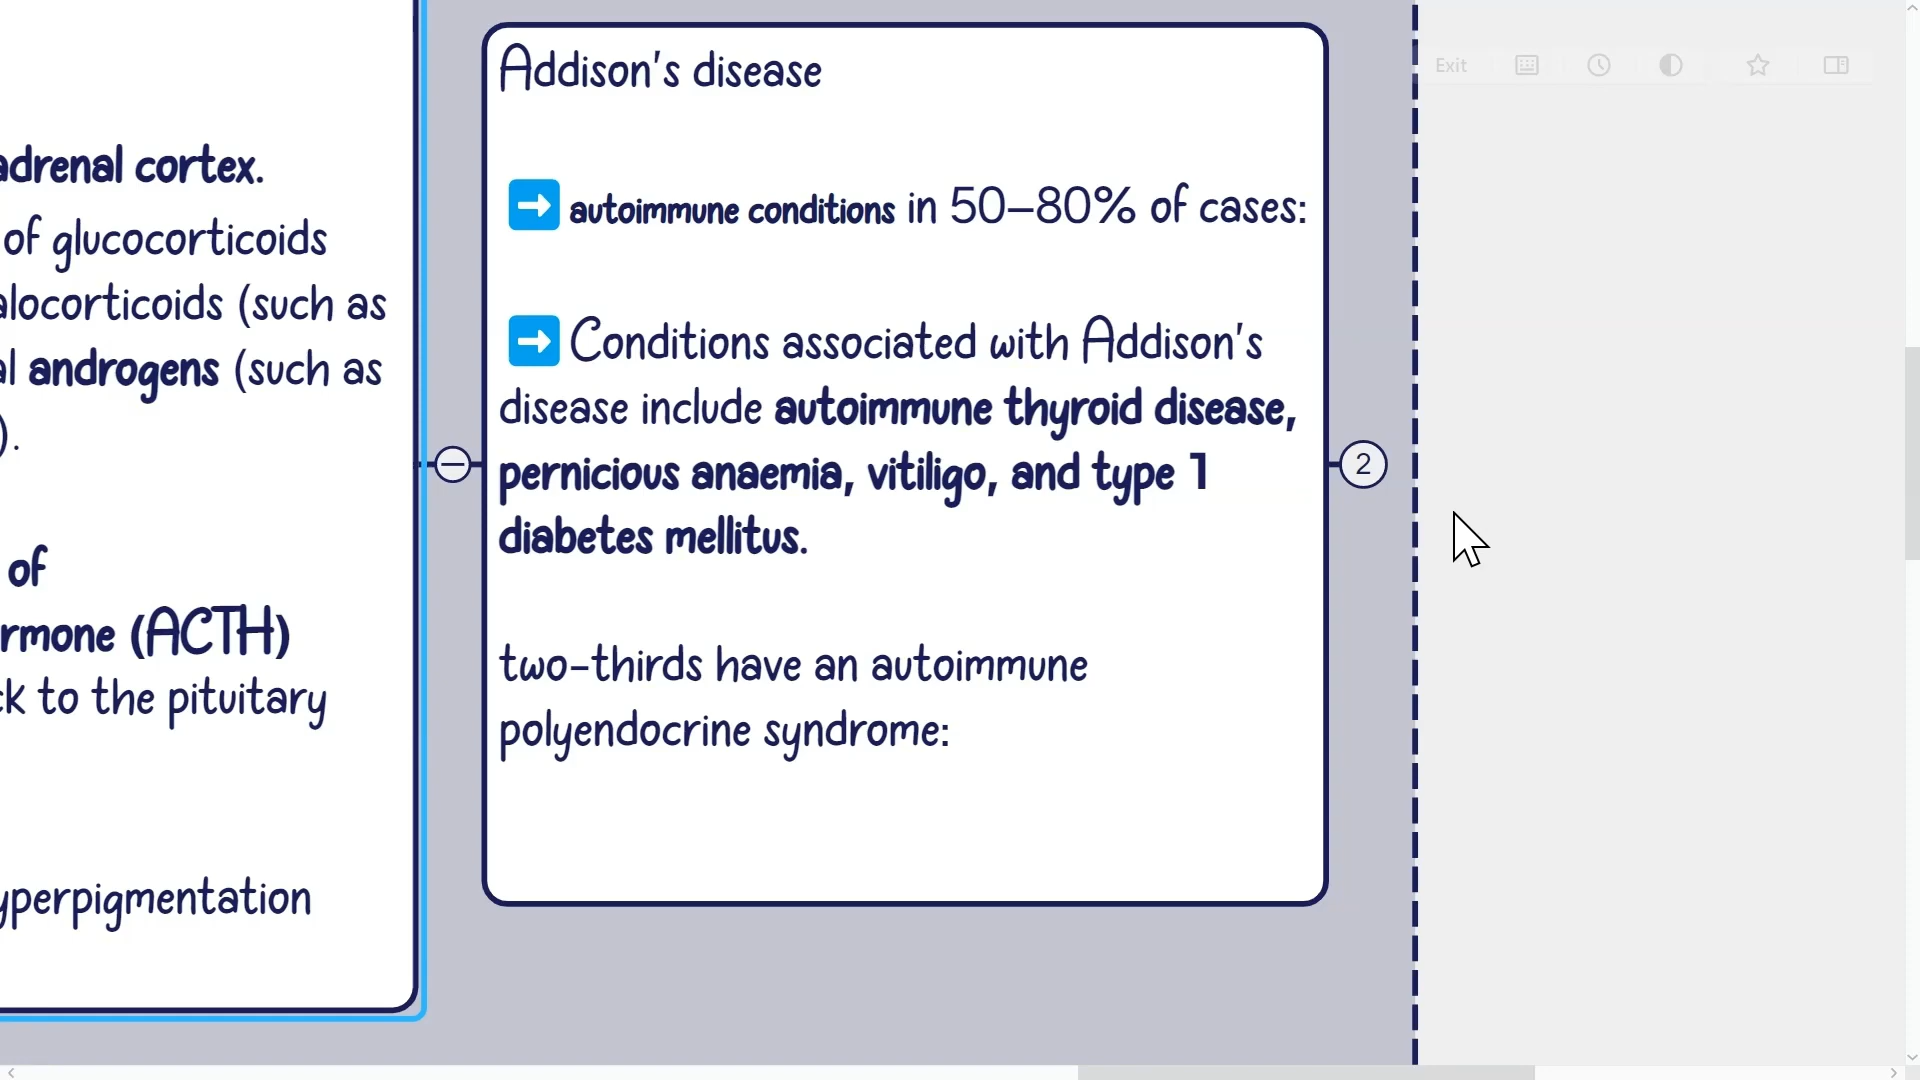 Exit
adrenal cortex.
of glucocorticoids
alocorticoids (such as
al androgens (such as
).
of
rmone (ACTH)
ck to the pituitary
yperpigmentation
Addison's disease
➡ autoimmune conditions in 50–80% of cases:
➡ Conditions associated with Addison's
disease include autoimmune thyroid disease,
pernicious anaemia, vitiligo, and type 1
diabetes mellitus.
two-thirds have an autoimmune
polyendocrine syndrome:
2